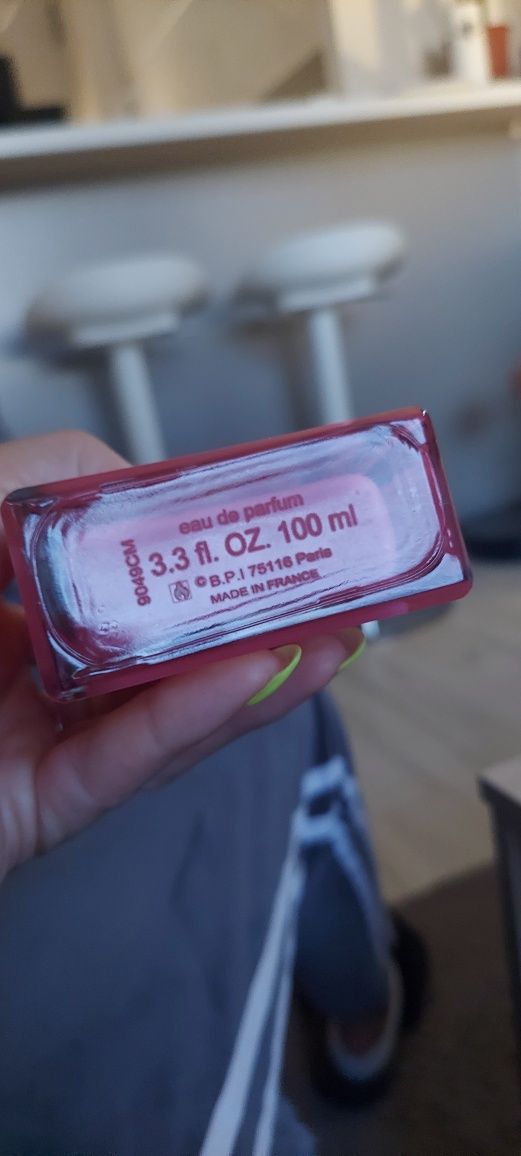 eau de parfum
3.3 fl. OZ. 100 ml
© B.P.I 75116 Paris
MADE IN FRANCE
9049CM